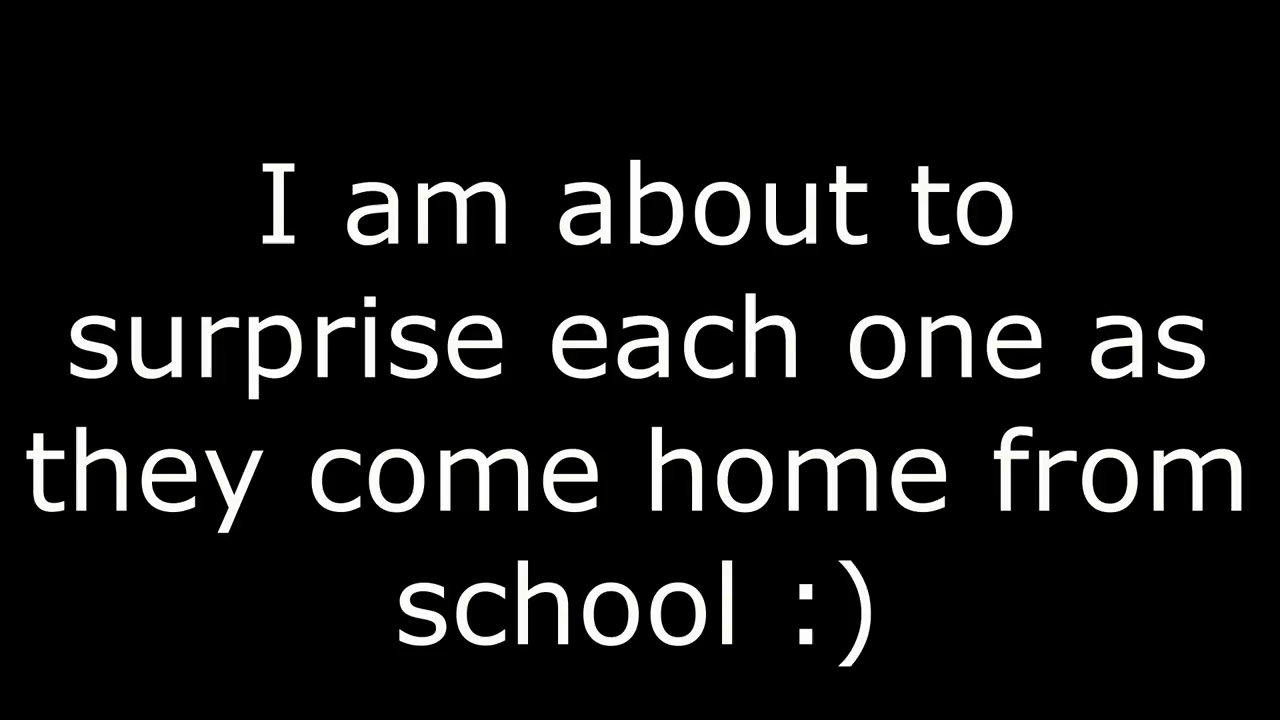 I am about to
surprise each one as
they come home from
school :)